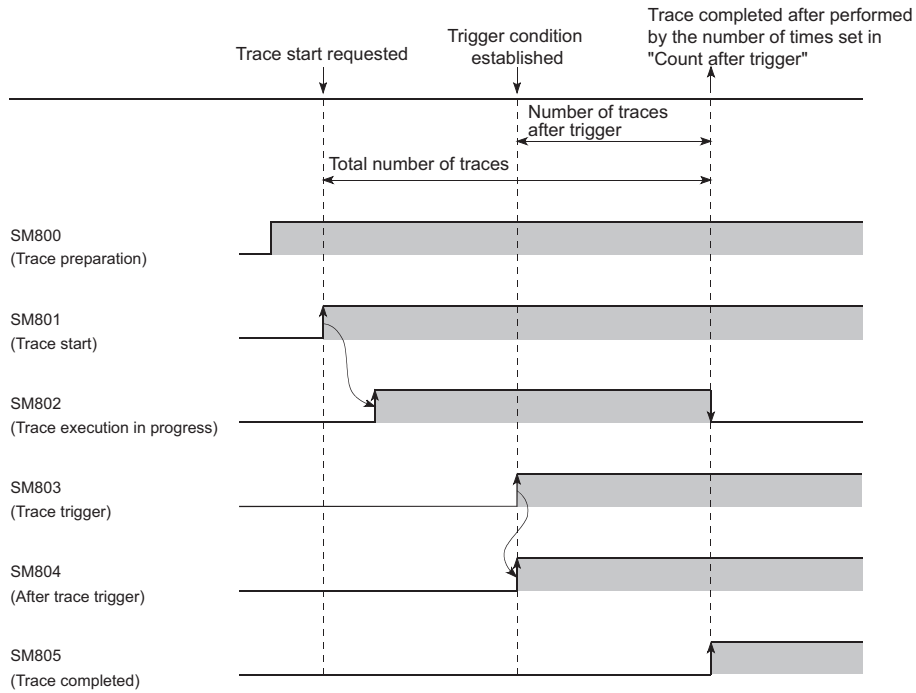 Trace completed after performed
by the number of times set in
"Count after trigger"
Trigger condition
established
Trace start requested
Number of traces
after trigger
Total number of traces
SM800
(Trace preparation)
SM801
(Trace start)
SM802
(Trace execution in progress)
SM803
(Trace trigger)
SM804
(After trace trigger)
SM805
(Trace completed)